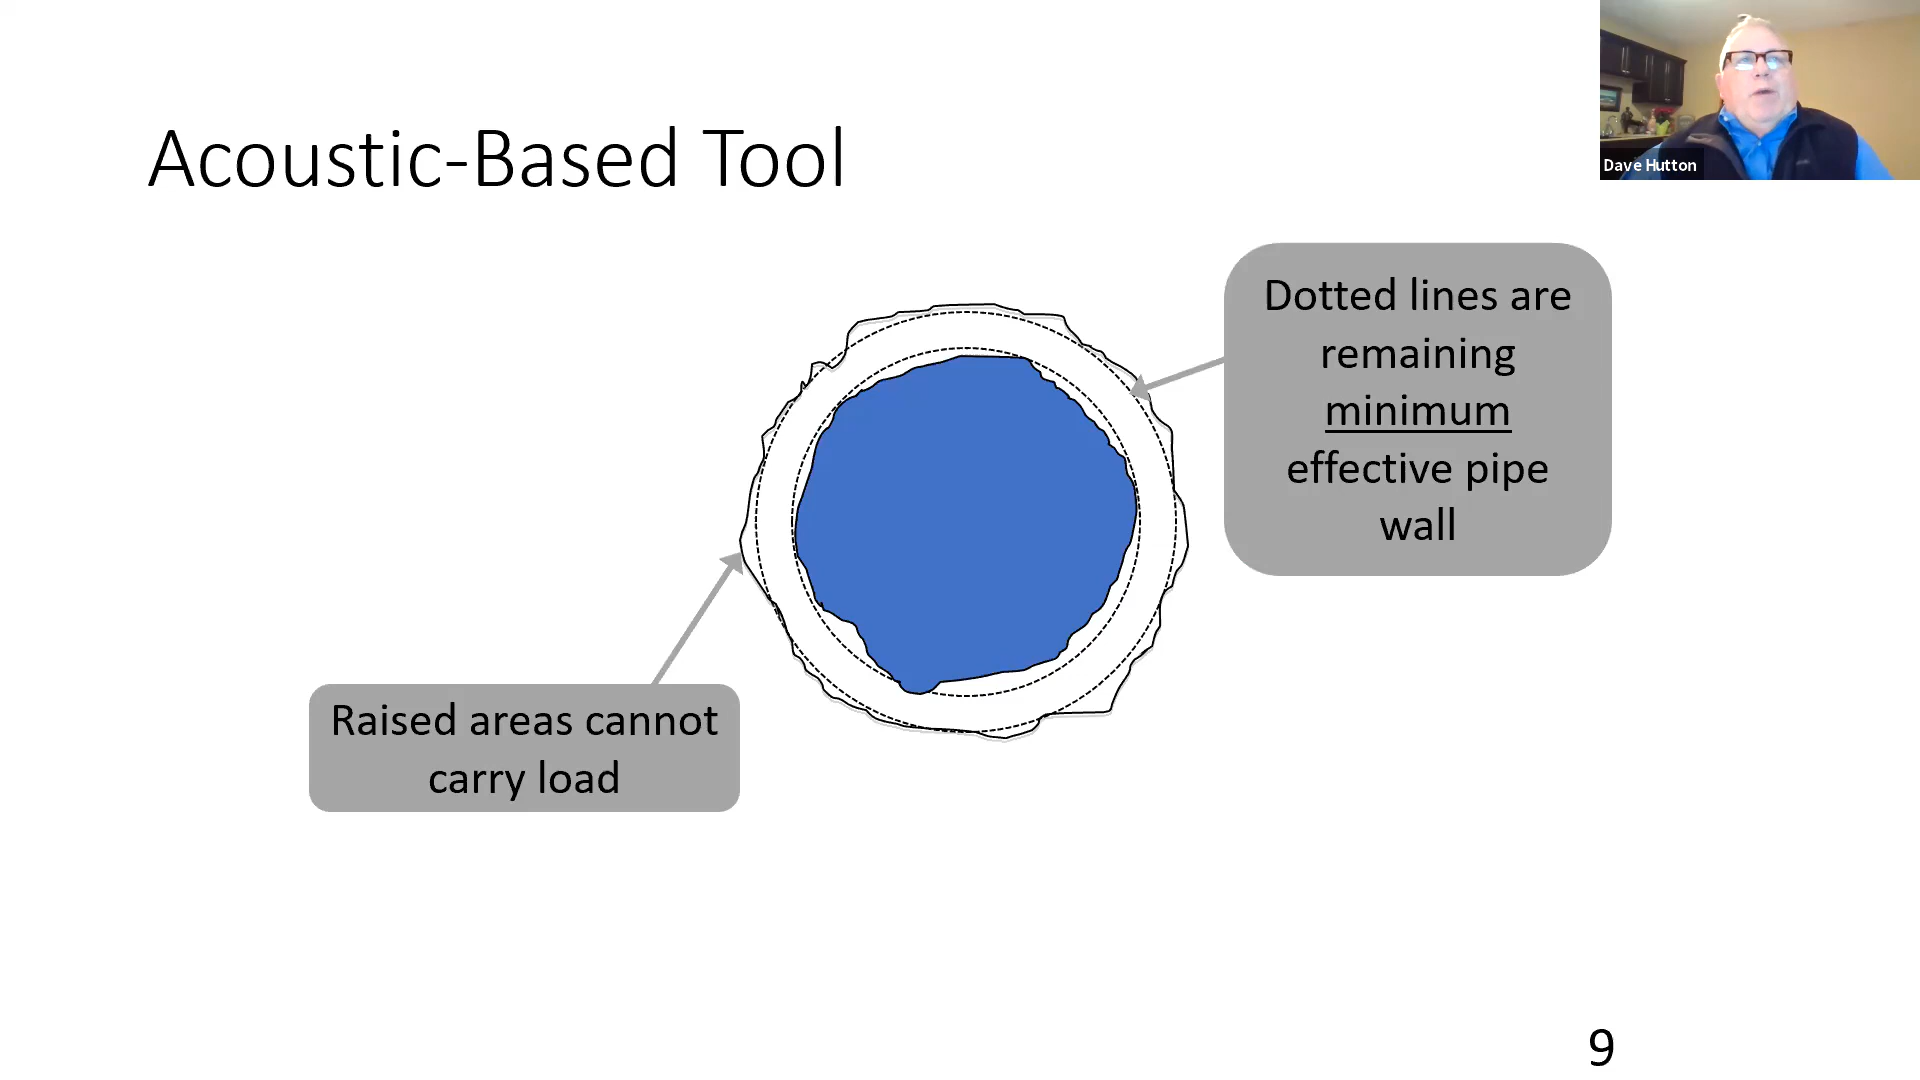 Acoustic-Based Tool
Dave Hutton
Dotted lines are
remaining
minimum
effective pipe
wall
Raised areas cannot
carry load
9